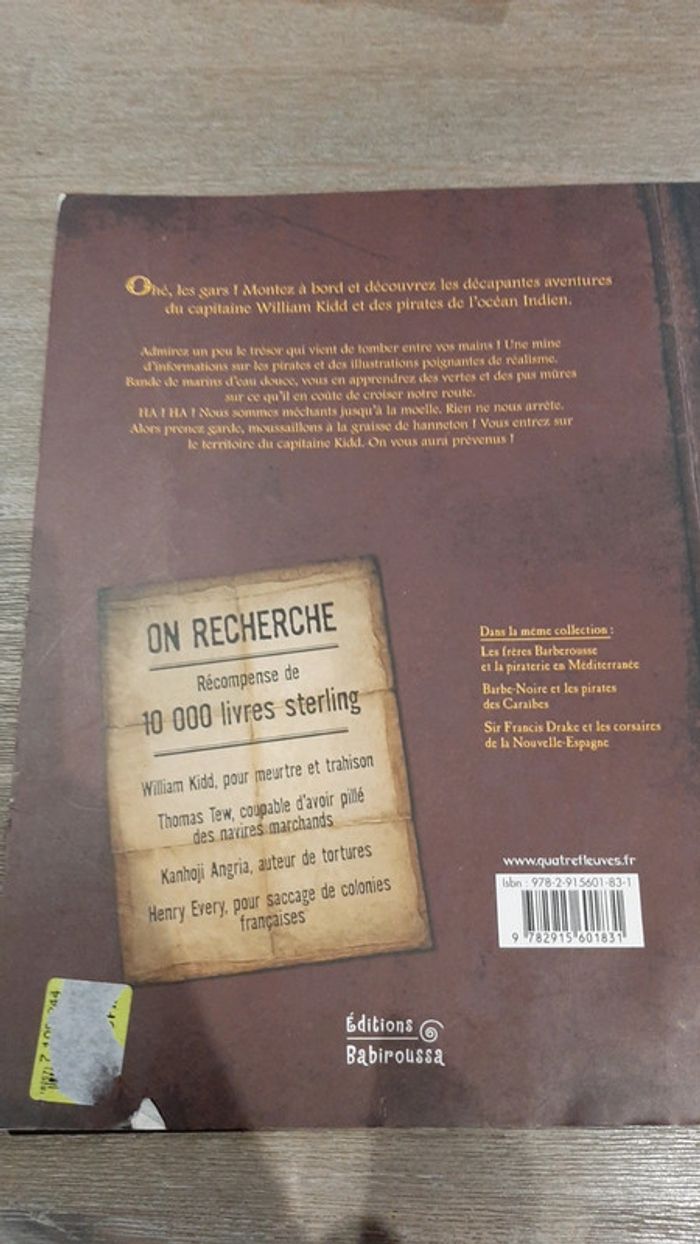 Ohé, les gars ! Montez à bord et découvrez les décapantes aventures
du capitaine William Kidd et des pirates de l'océan Indien.
Admirez un peu le trésor qui vient de tomber entre vos mains ! Une mine
d'informations sur les pirates et des illustrations poignantes de réalisme.
Bande de marins d'eau douce, vous en apprendrez des vertes et des pas mûres
sur ce qu'il en coûte de croiser notre route.
HA ! HA ! Nous sommes méchants jusqu'à la moelle. Rien ne nous arrête.
Alors prenez garde, moussaillons à la graisse de hanneton ! Vous entrez sur
le territoire du capitaine Kidd. On vous aura prévenus !
ON RECHERCHE
Récompense de
10 000 livres sterling
William Kidd, pour meurtre et trahison
Thomas Tew, coupable d'avoir pillé
des navires marchands
Kanhoji Angria, auteur de tortures
Henry Every, pour saccage de colonies
françaises
Dans la même collection :
Les frères Barberousse
et la piraterie en Méditerranée
Barbe-Noire et les pirates
des Caraïbes
Sir Francis Drake et les corsaires
de la Nouvelle-Espagne
www.quatrefleuves.fr
Isbn : 978-2-915601-83-1
9 782915 601831
Éditions
Babiroussa